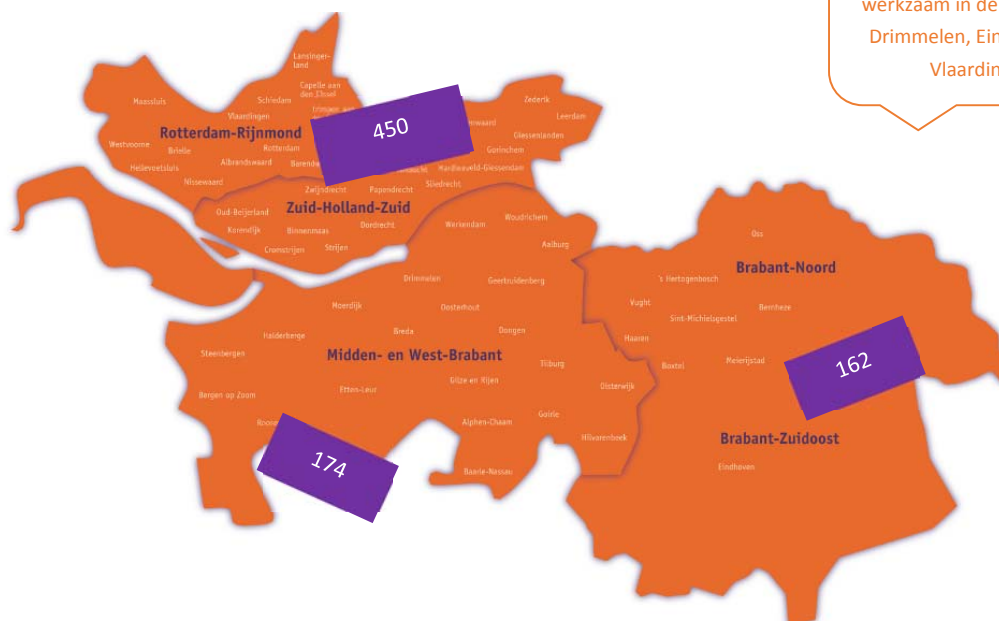 werkzaam in de
Drimmelen, Ein
Vlaardin
Lansinger-
land
Capelle aan
den IJssel
Maassluis
Schiedam
Vlaardingen
Zederik
Leerdam
Giessenlanden
450
Rotterdam-Rijnmond
Westvoorne
Brielle
Rotterdam
Gorinchem
Hellevoetsluis
Albrandswaard
Hardinxveld-Giessendam
Nissewaard
Zwijndrecht
Papendrecht
Sliedrecht
Zuid-Holland-Zuid
Oud-Beijerland
Korendijk
Binnenmaas
Dordrecht
Cromstrijen
Strijen
Werkendam
Woudrichem
Aalburg
Oss
Brabant-Noord
Drimmelen
Geertruidenberg
's Hertogenbosch
Moerdijk
Oosterhout
Vught
Bernheze
Sint-Michielsgestel
Halderberge
Breda
Dongen
Haaren
Steenbergen
Midden- en West-Brabant
Tilburg
Boxtel
Meierijstad
162
Bergen op Zoom
Etten-Leur
Gilze en Rijen
Oisterwijk
Alphen-Chaam
Goirle
Hilvarenbeek
Brabant-Zuidoost
174
Baarle-Nassau
Eindhoven